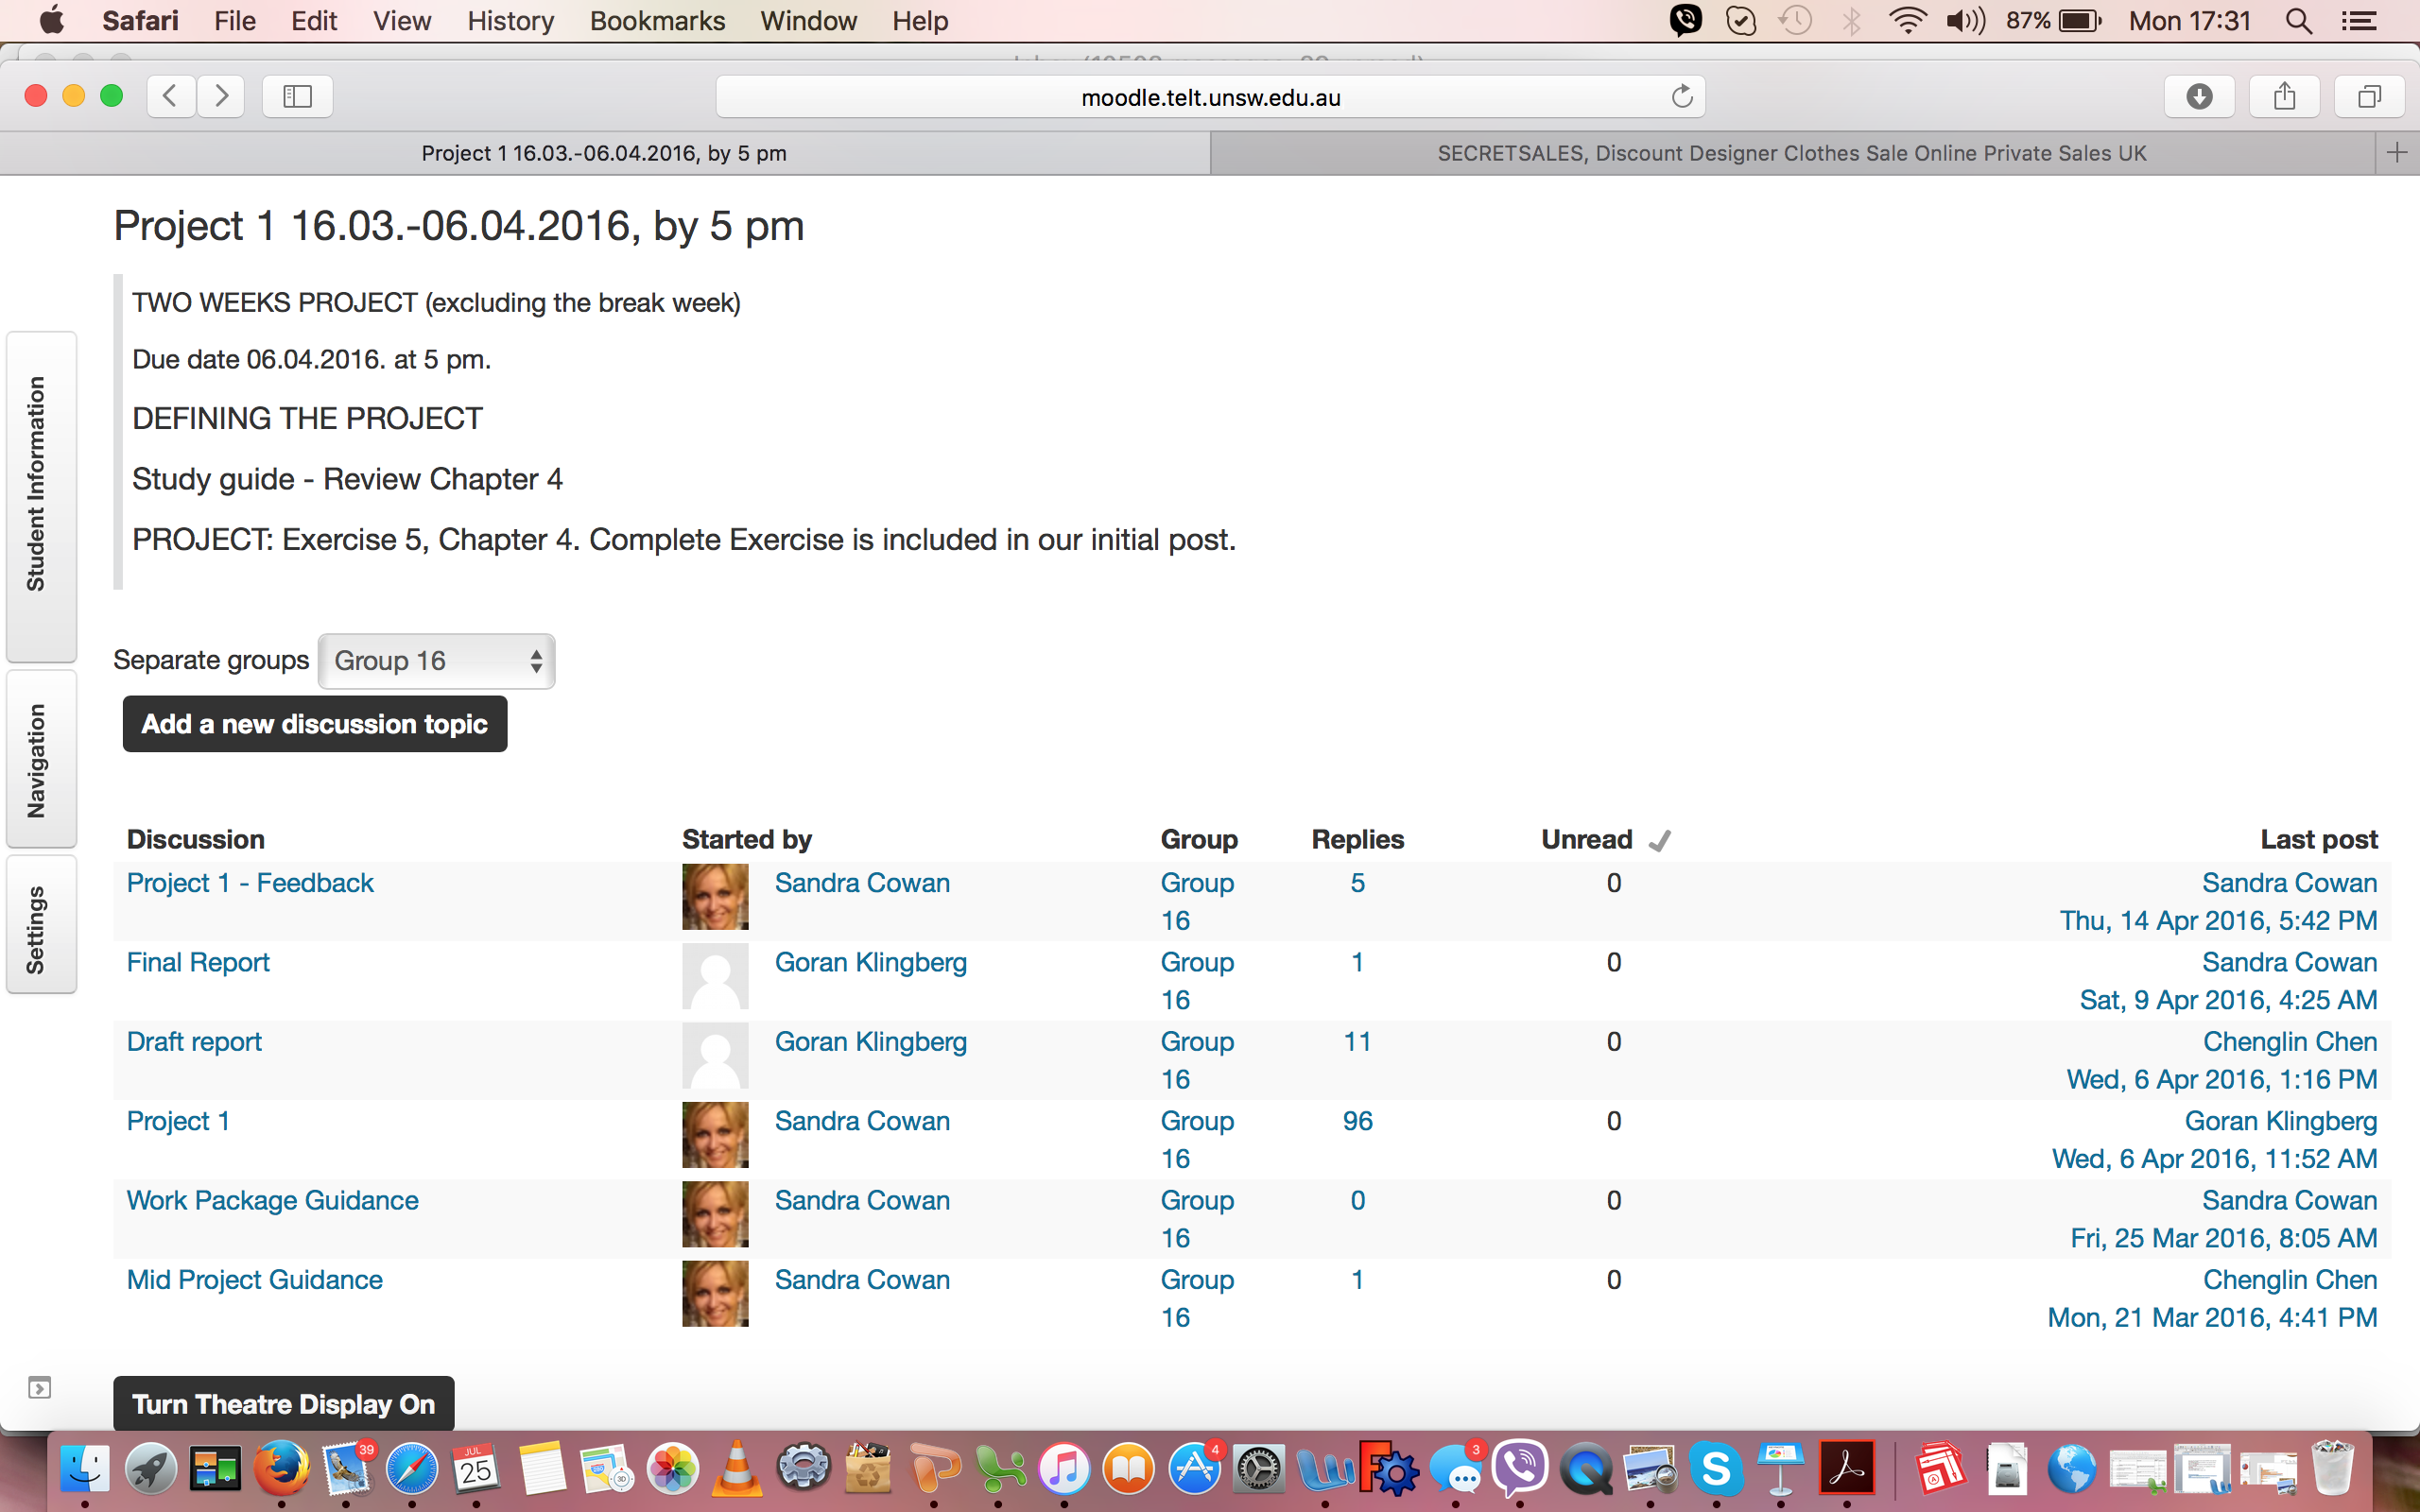 Safari File Edit View History Bookmarks Window Help 87% Mon 17:31
moodle.telt.unsw.edu.au
Project 1 16.03.-06.04.2016, by 5 pm SECRETSALES, Discount Designer Clothes Sale Online Private Sales UK
Project 1 16.03.-06.04.2016, by 5 pm
TWO WEEKS PROJECT (excluding the break week)
Due date 06.04.2016. at 5 pm.
DEFINING THE PROJECT
Study guide - Review Chapter 4
PROJECT: Exercise 5, Chapter 4. Complete Exercise is included in our initial post.
Student Information
Navigation
Settings
Separate groups Group 16
Add a new discussion topic
Discussion Started by Group Replies Unread Last post
Project 1 - Feedback Sandra Cowan Group 5 0 Sandra Cowan
16 Thu, 14 Apr 2016, 5:42 PM
Final Report Goran Klingberg Group 1 0 Sandra Cowan
16 Sat, 9 Apr 2016, 4:25 AM
Draft report Goran Klingberg Group 11 0 Chenglin Chen
16 Wed, 6 Apr 2016, 1:16 PM
Project 1 Sandra Cowan Group 96 0 Goran Klingberg
16 Wed, 6 Apr 2016, 11:52 AM
Work Package Guidance Sandra Cowan Group 0 0 Sandra Cowan
16 Fri, 25 Mar 2016, 8:05 AM
Mid Project Guidance Sandra Cowan Group 1 0 Chenglin Chen
16 Mon, 21 Mar 2016, 4:41 PM
Turn Theatre Display On
39 JUL 25 3D 4 3